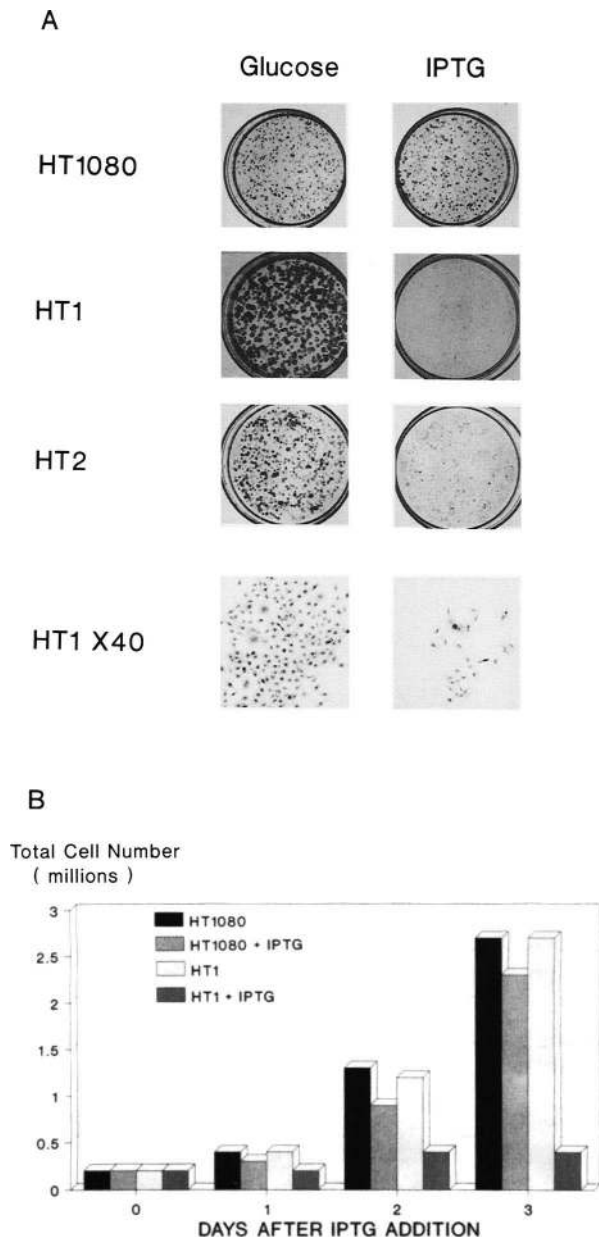 A
Glucose IPTG
HT1080
HT1
HT2
HT1 X40
B
Total Cell Number
( millions )
3
2.5
2
1.5
1
0.5
0
HT1080
HT1080 + IPTG
HT1
HT1 + IPTG
0 1 2 3
DAYS AFTER IPTG ADDITION